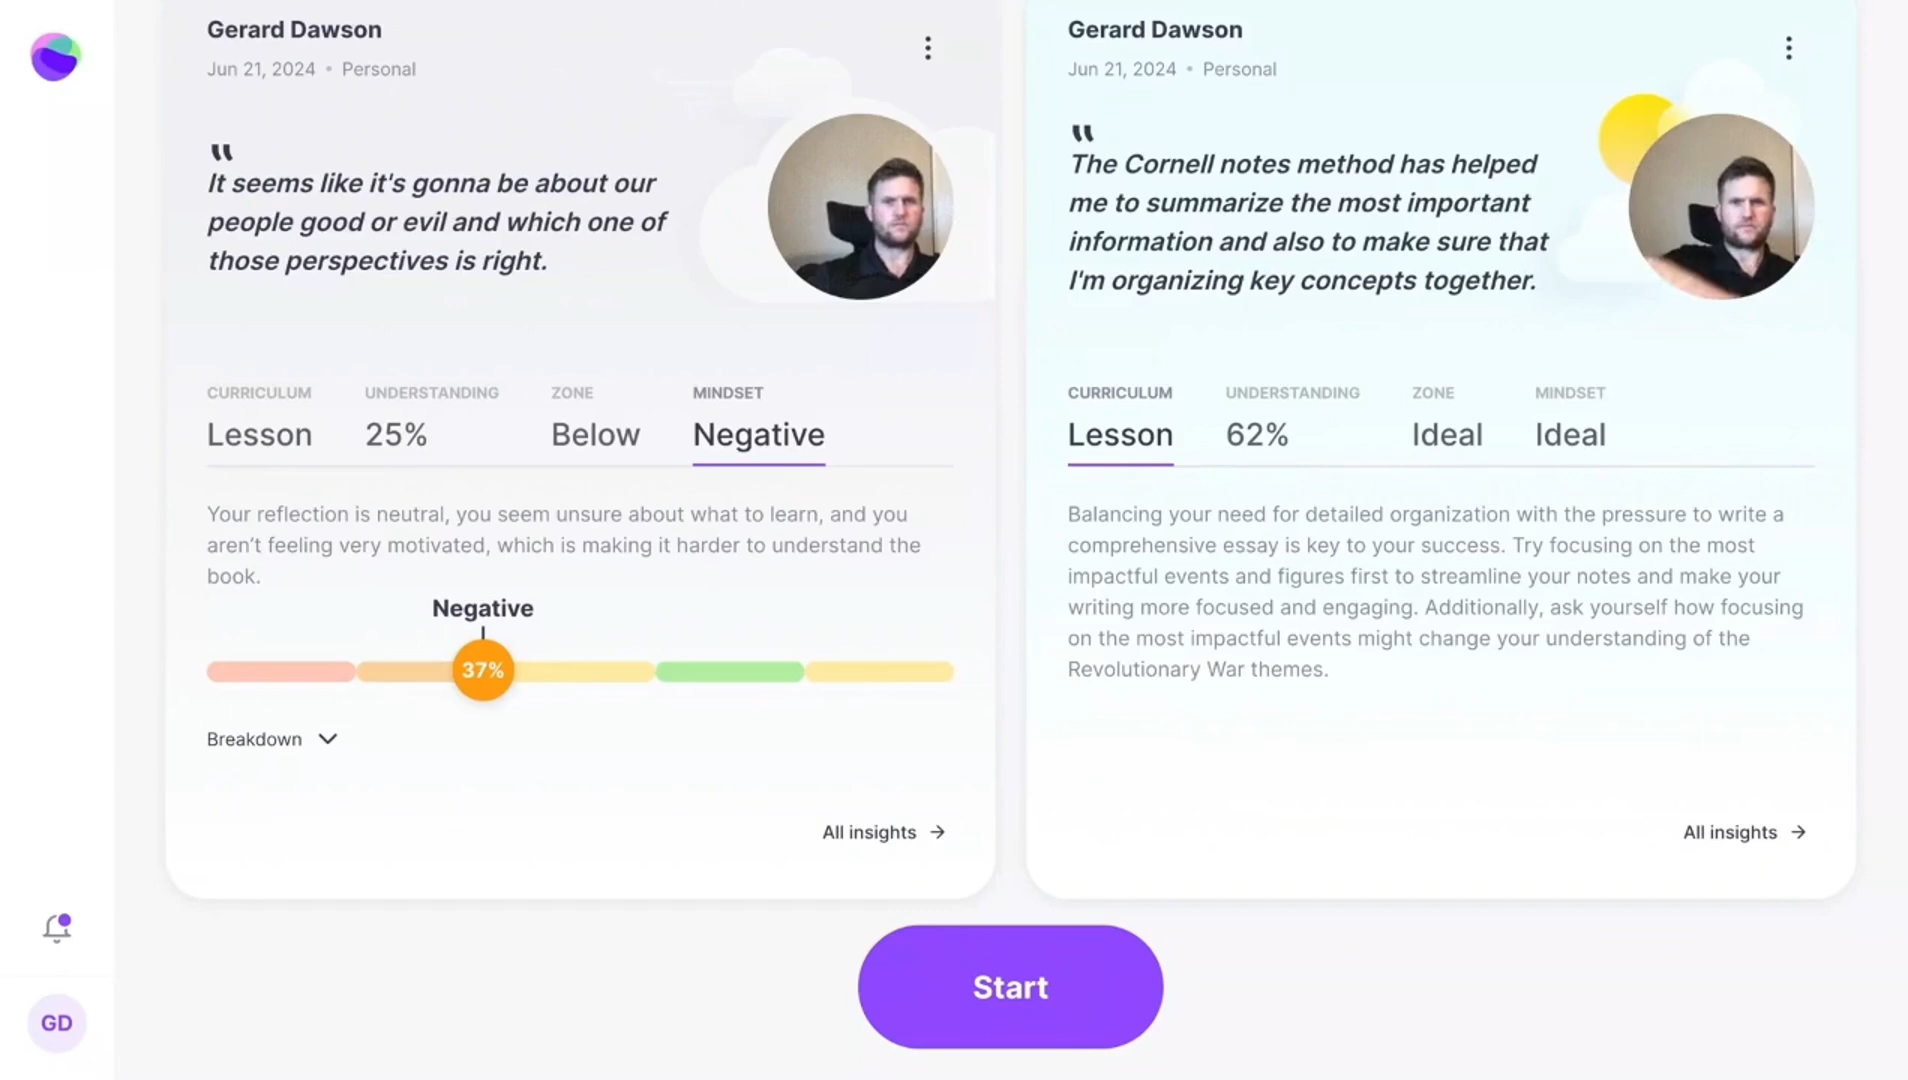 Gerard Dawson
Jun 21, 2024 • Personal
"
It seems like it's gonna be about our
people good or evil and which one of
those perspectives is right.
CURRICULUM UNDERSTANDING ZONE MINDSET
Lesson 25% Below Negative
Your reflection is neutral, you seem unsure about what to learn, and you
aren’t feeling very motivated, which is making it harder to understand the
book.
Negative
37%
Breakdown
All insights →
Gerard Dawson
Jun 21, 2024 • Personal
"
The Cornell notes method has helped
me to summarize the most important
information and also to make sure that
I'm organizing key concepts together.
CURRICULUM UNDERSTANDING ZONE MINDSET
Lesson 62% Ideal Ideal
Balancing your need for detailed organization with the pressure to write a
comprehensive essay is key to your success. Try focusing on the most
impactful events and figures first to streamline your notes and make your
writing more focused and engaging. Additionally, ask yourself how focusing
on the most impactful events might change your understanding of the
Revolutionary War themes.
All insights →
Start
GD